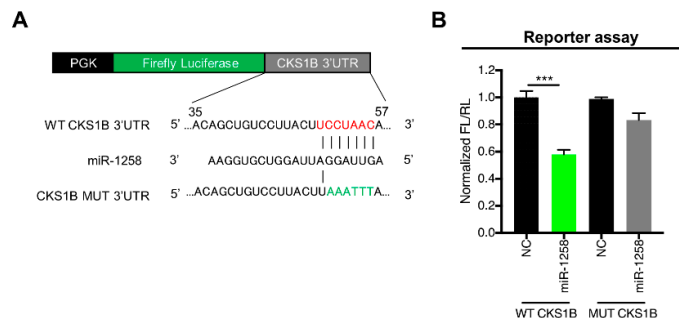 A
PGK Firefly Luciferase CKS1B 3'UTR
35 57
WT CKS1B 3'UTR 5' ...ACAGCUGUCCUUACUUCCUAACA... 3'
miR-1258 3' AAGGUGCUGGAUUAGGAUUGA 5'
CKS1B MUT 3'UTR 5' ...ACAGCUGUCCUUACUUAAATTTA... 3'
B
Reporter assay
Normalized FL/RL
1.2
1.0
0.8
0.6
0.4
0.2
0.0
***
NC miR-1258 NC miR-1258
WT CKS1B MUT CKS1B